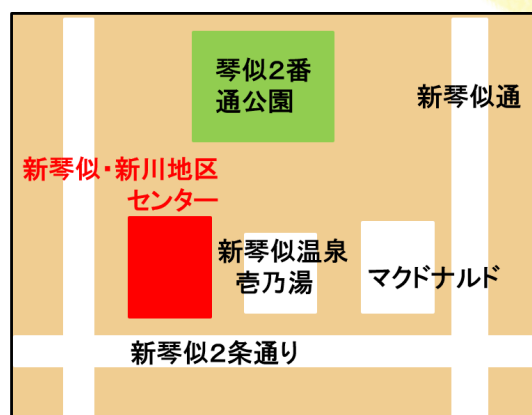 琴似2番
通公園
新琴似通
新琴似・新川地区
センター
新琴似温泉
壱乃湯
マクドナルド
新琴似2条通り